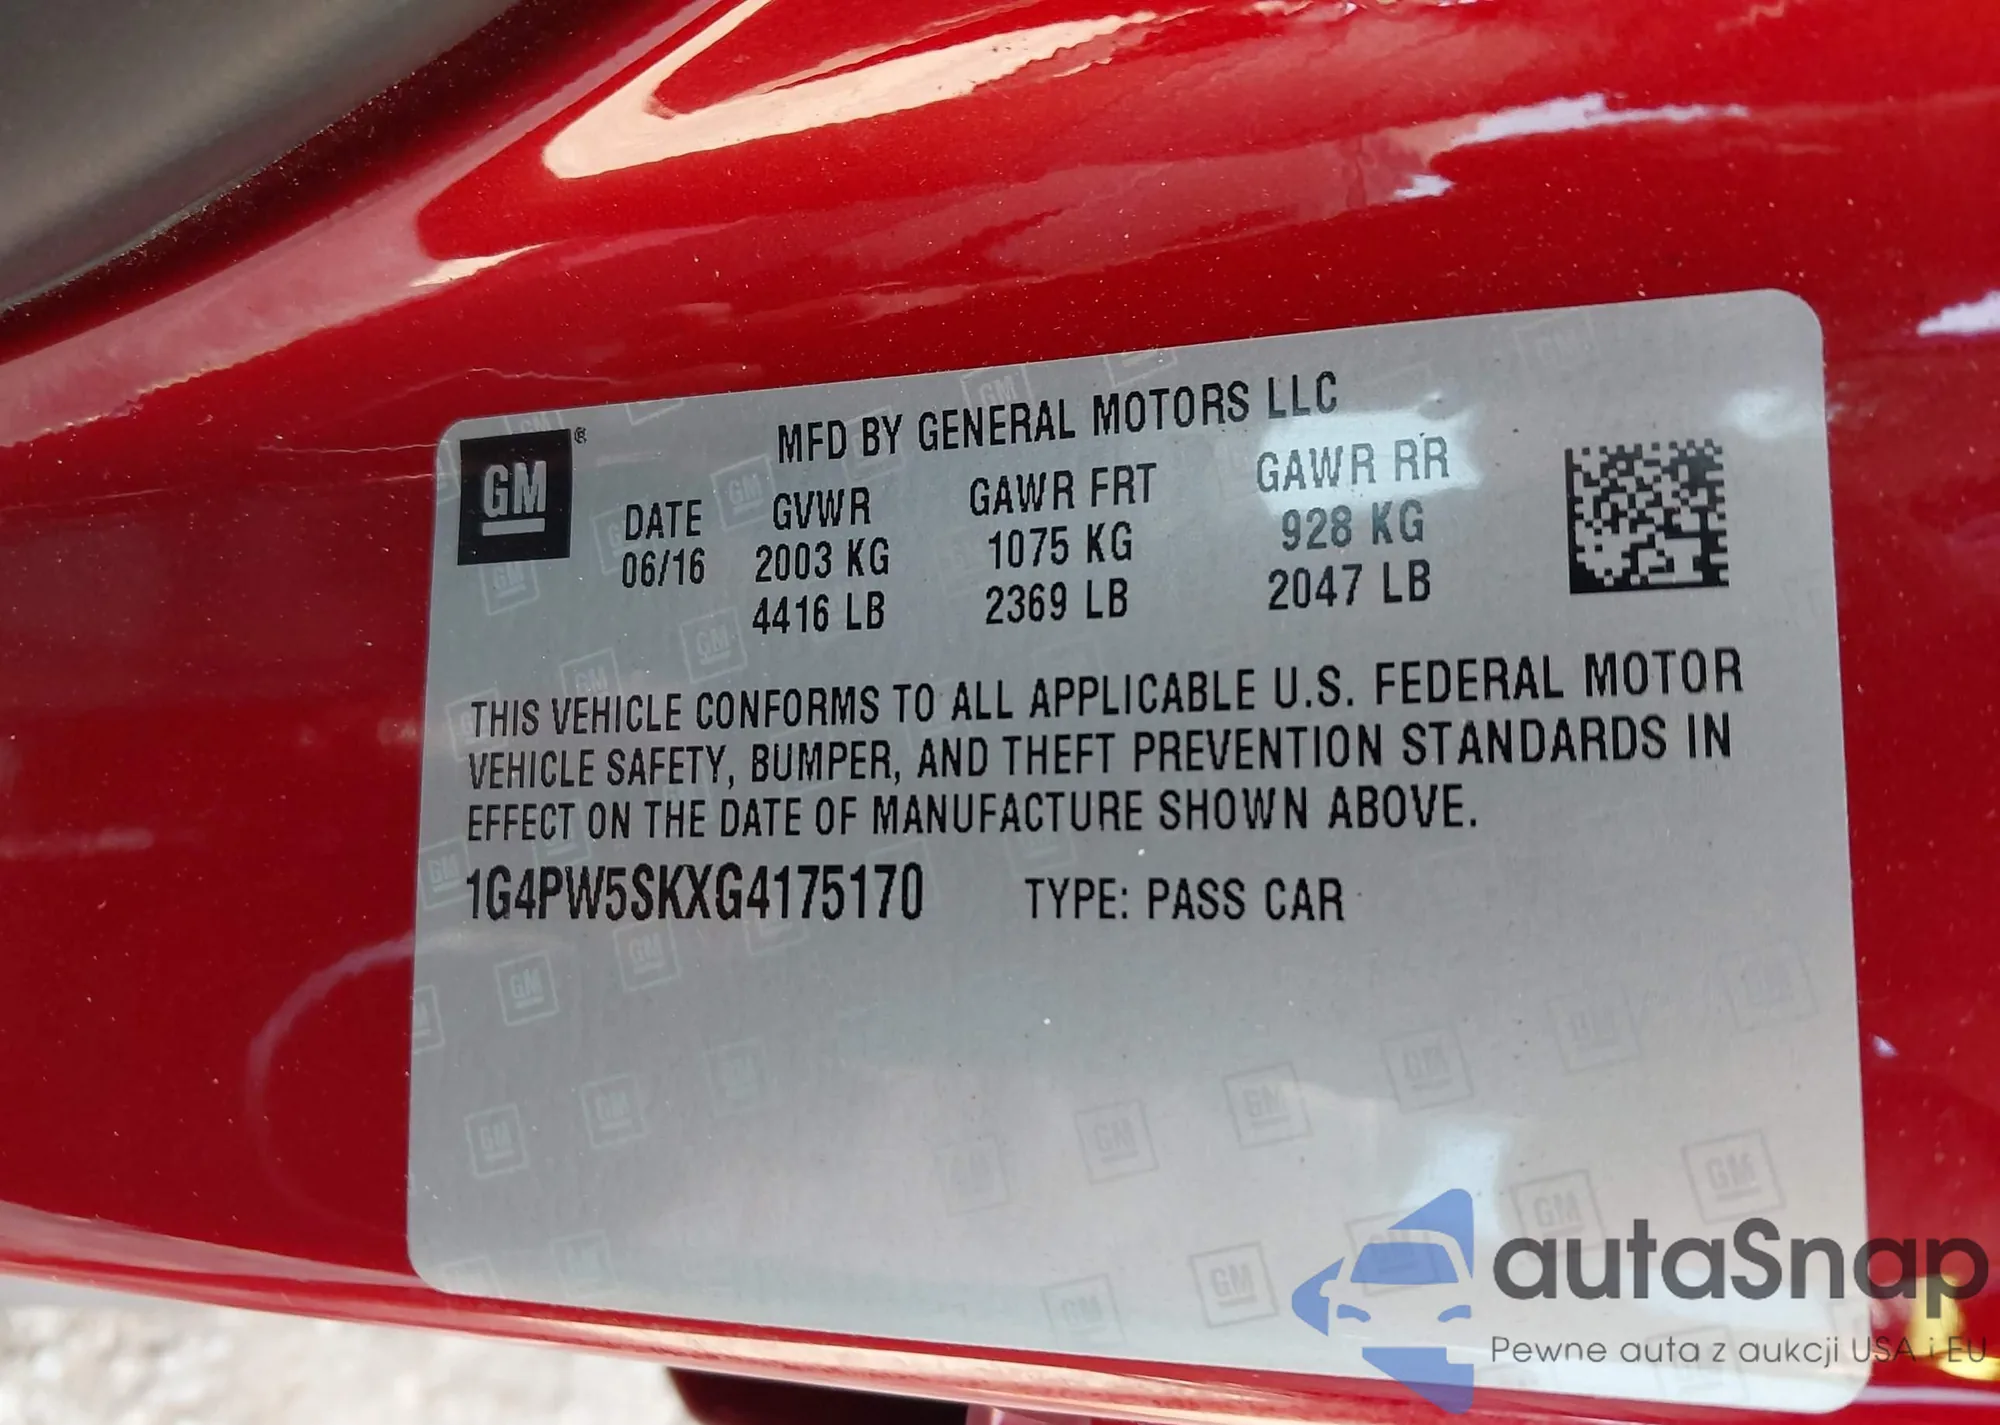 GM ®
MFD BY GENERAL MOTORS LLC
DATE GVWR GAWR FRT GAWR RR
06/16 2003 KG 1075 KG 928 KG
4416 LB 2369 LB 2047 LB
THIS VEHICLE CONFORMS TO ALL APPLICABLE U.S. FEDERAL MOTOR
VEHICLE SAFETY, BUMPER, AND THEFT PREVENTION STANDARDS IN
EFFECT ON THE DATE OF MANUFACTURE SHOWN ABOVE.
1G4PW5SKXG4175170 TYPE: PASS CAR
autaSnap
Pewne auta z aukcji USA i EU